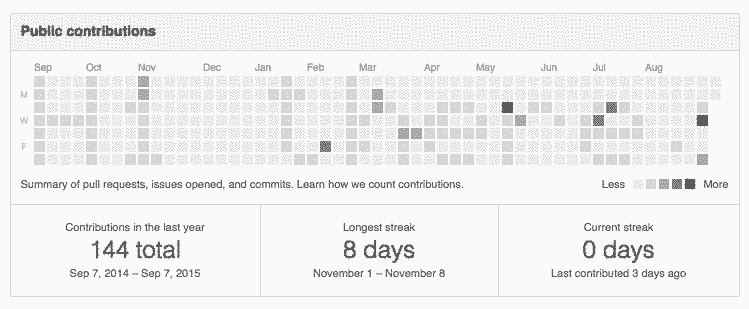 Public contributions
Sep Oct Nov Dec Jan Feb Mar Apr May Jun Jul Aug
M
W
F
Summary of pull requests, issues opened, and commits. Learn how we count contributions. Less More
Contributions in the last year
144 total
Sep 7, 2014 – Sep 7, 2015
Longest streak
8 days
November 1 – November 8
Current streak
0 days
Last contributed 3 days ago